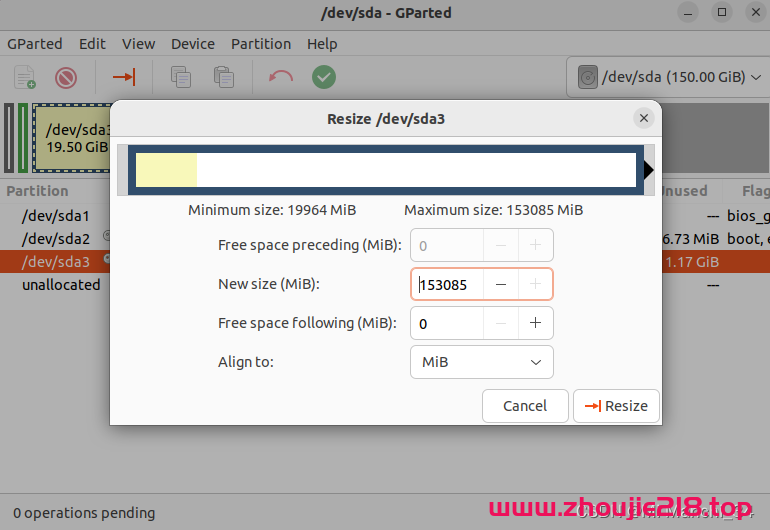 /dev/sda - GParted
GParted Edit View Device Partition Help
/dev/sda (150.00 GiB)
/dev/sda3
19.50 GiB
Resize /dev/sda3
Minimum size: 19964 MiB Maximum size: 153085 MiB
Free space preceding (MiB): 0
New size (MiB): 153085
Free space following (MiB): 0
Align to: MiB
Cancel Resize
Partition Unused Flag
/dev/sda1 --- bios_g
/dev/sda2 6.73 MiB boot, e
/dev/sda3 1.17 GiB
unallocated ---
0 operations pending
www.zhoujie218.top